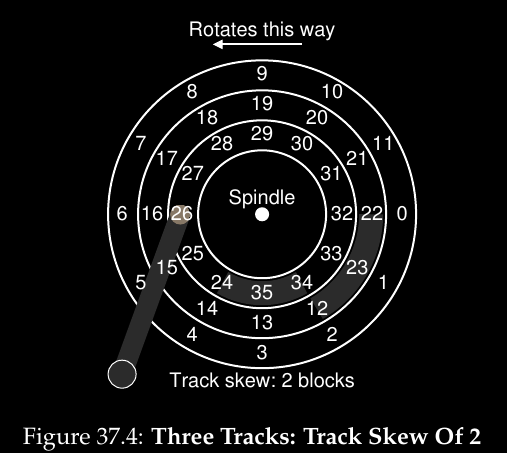 Rotates this way
9
8 10
19
18 20
7 29 11
28 30
17 21
27 31
Spindle
6 16 26 32 22 0
25 33
15 23
5 24 34 1
35
14 12
13
4 2
3
Track skew: 2 blocks
Figure 37.4: Three Tracks: Track Skew Of 2